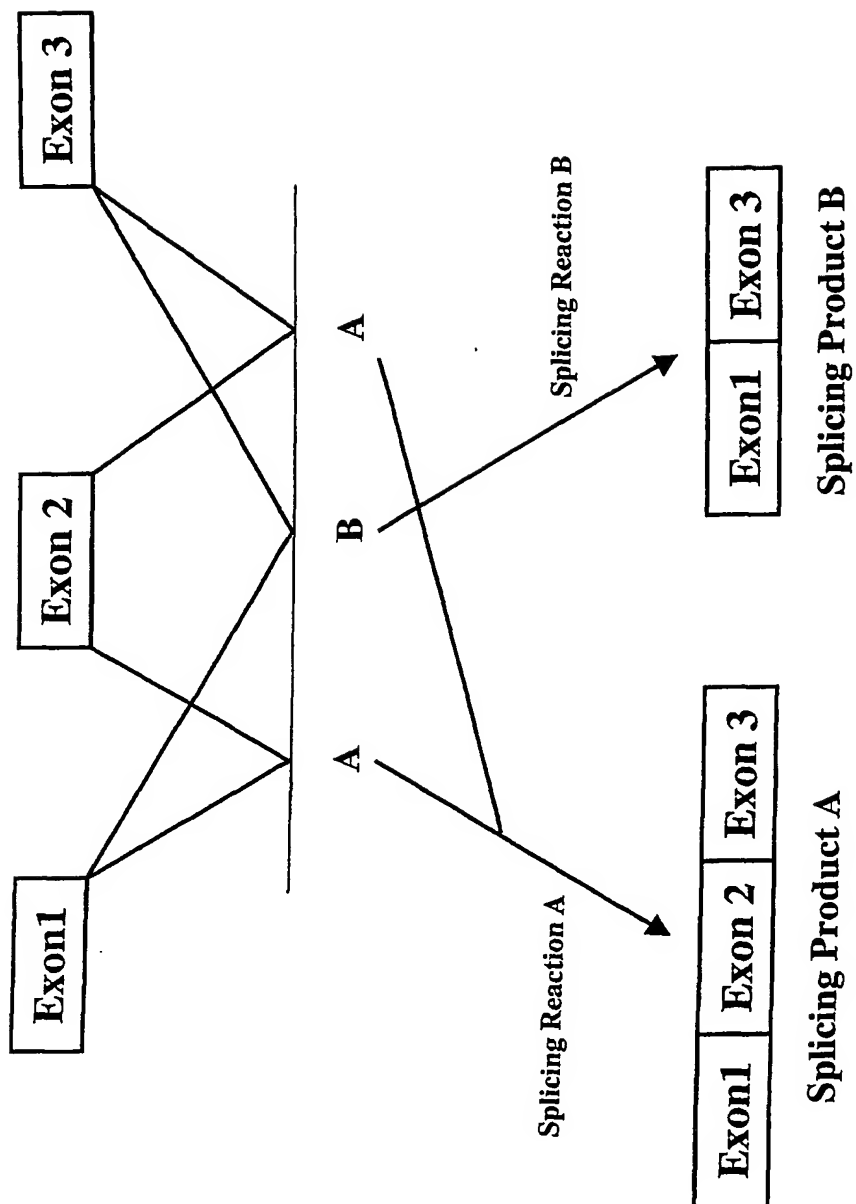 Exon1 Exon 2 Exon 3
A B A
Splicing Reaction A Splicing Reaction B
Exon1 Exon 2 Exon 3 Exon1 Exon 3
Splicing Product A Splicing Product B